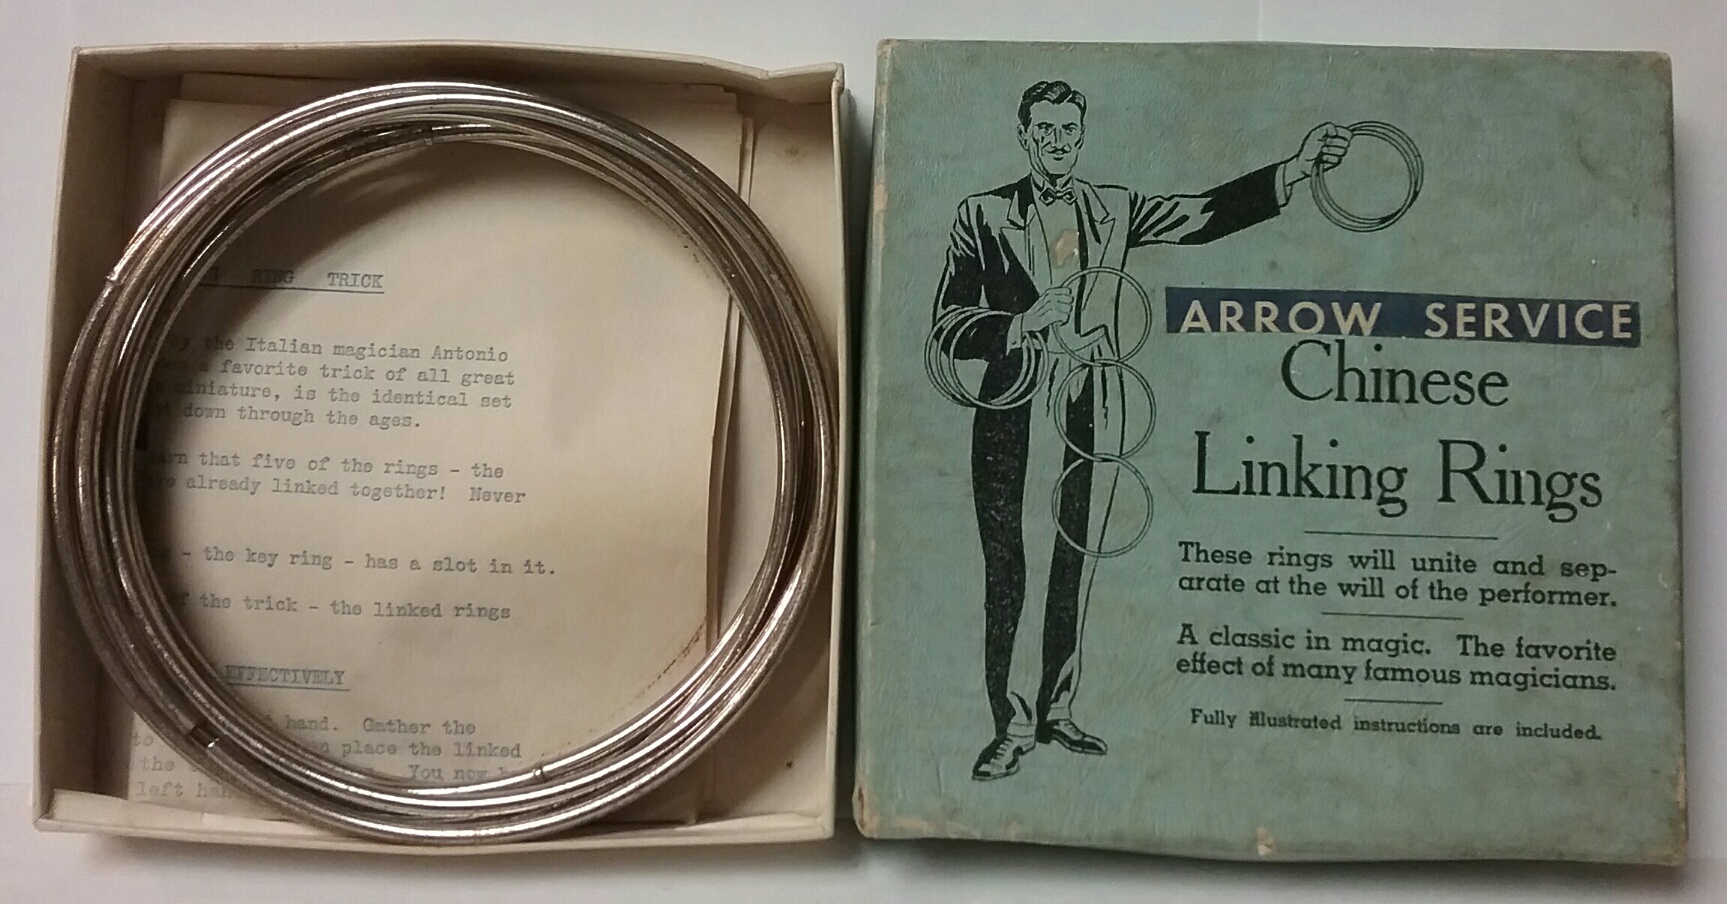 RING TRICK
the Italian magician Antonio
a favorite trick of all great
miniature, is the identical set
down through the ages.
that five of the rings - the
already linked together! Never
- the key ring - has a slot in it.
the trick - the linked rings
EFFECTIVELY
hand. Gather the
to place the linked
the You now
left
ARROW SERVICE
Chinese
Linking Rings
These rings will unite and sep-
arate at the will of the performer.
A classic in magic. The favorite
effect of many famous magicians.
Fully illustrated instructions are included.